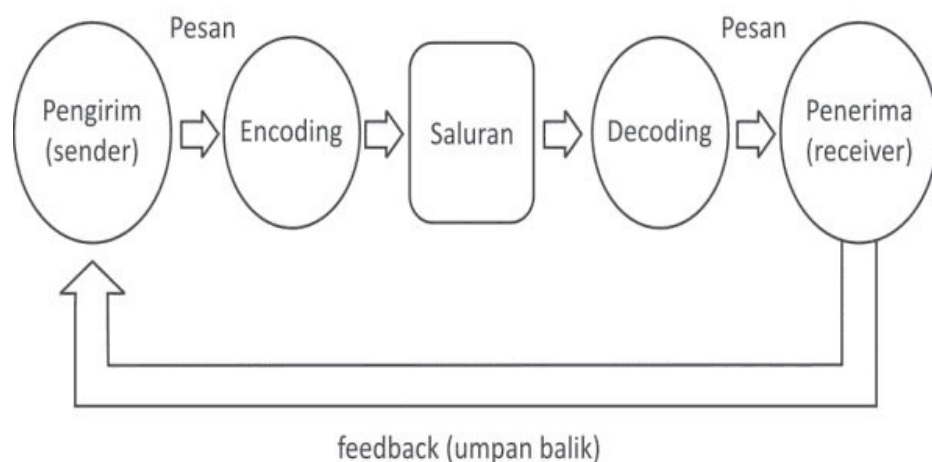 Pesan
Pengirim
(sender)
Encoding
Saluran
Decoding
Pesan
Penerima
(receiver)
feedback (umpan balik)